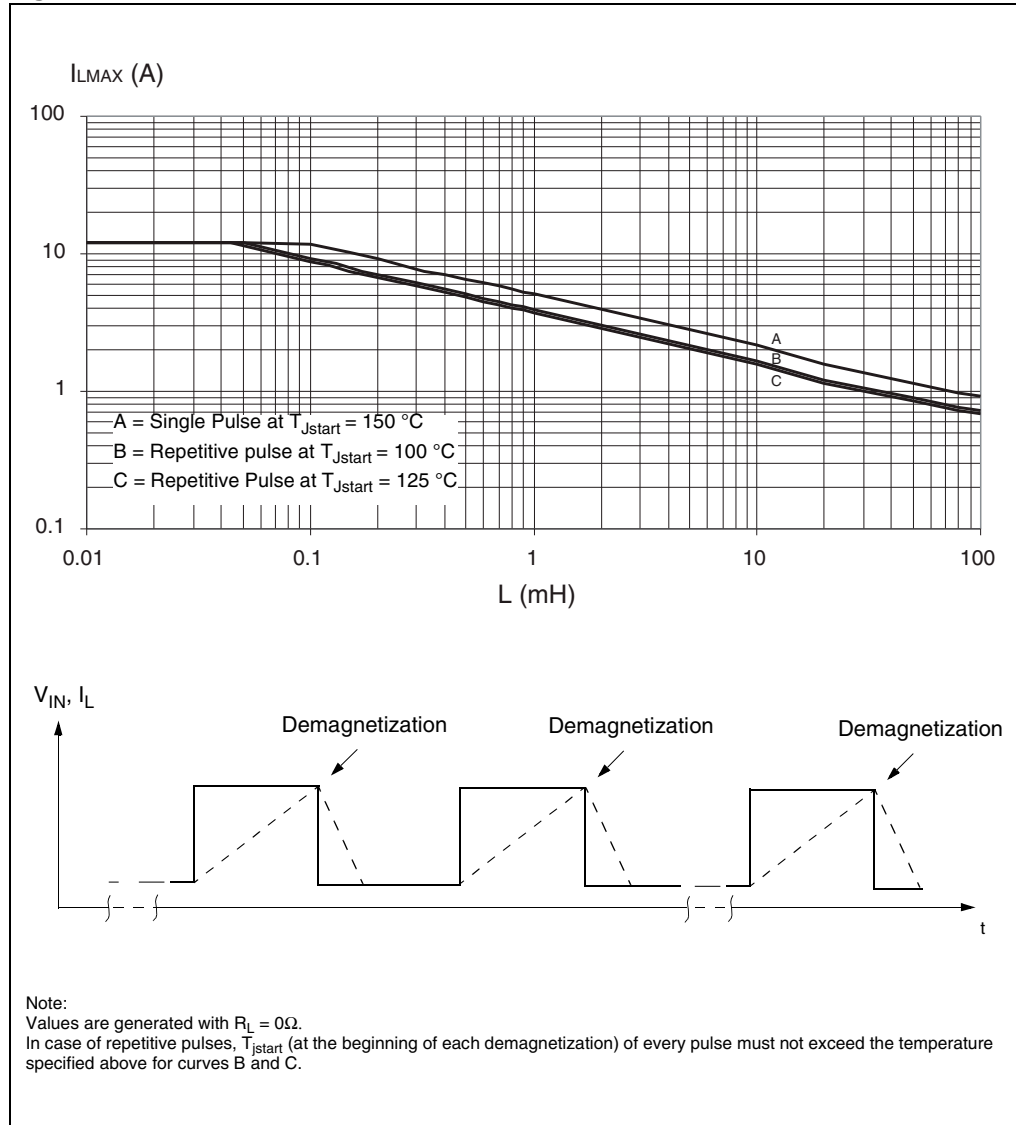 ILMAX (A)
100
10
1
0.1
A
B
C
A = Single Pulse at TJstart = 150 °C
B = Repetitive pulse at TJstart = 100 °C
C = Repetitive Pulse at TJstart = 125 °C
0.01 0.1 1 10 100
L (mH)
VIN, IL
Demagnetization Demagnetization Demagnetization
t
Note:
Values are generated with RL = 0Ω.
In case of repetitive pulses, Tjstart (at the beginning of each demagnetization) of every pulse must not exceed the temperature
specified above for curves B and C.